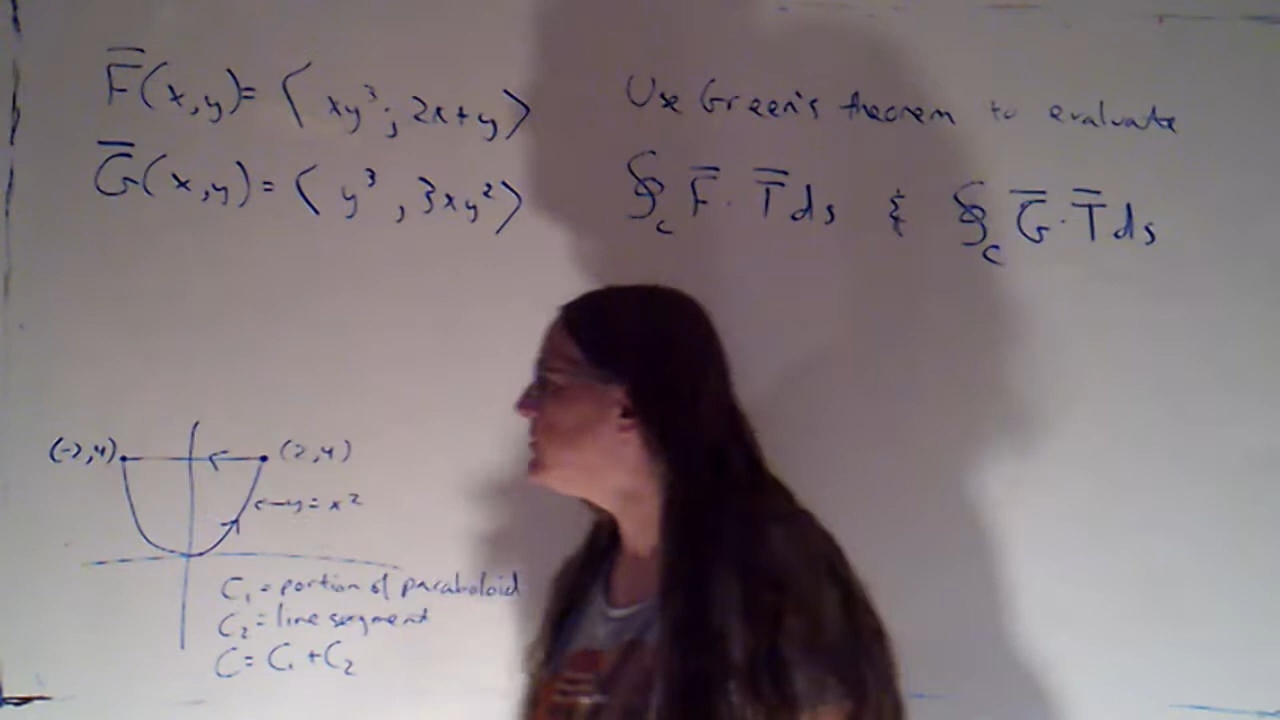 F̅(x,y)= ⟨ xy³, 2x+y⟩
G̅(x,y)= ⟨ y³, 3xy²⟩
Use Green's theorem to evaluate
∮_C F̅ · T̅ ds & ∮_C G̅ · T̅ ds
(-2,4)
(2,4)
← y = x²
C₁ = portion of paraboloid
C₂ = line segment
C = C₁ + C₂